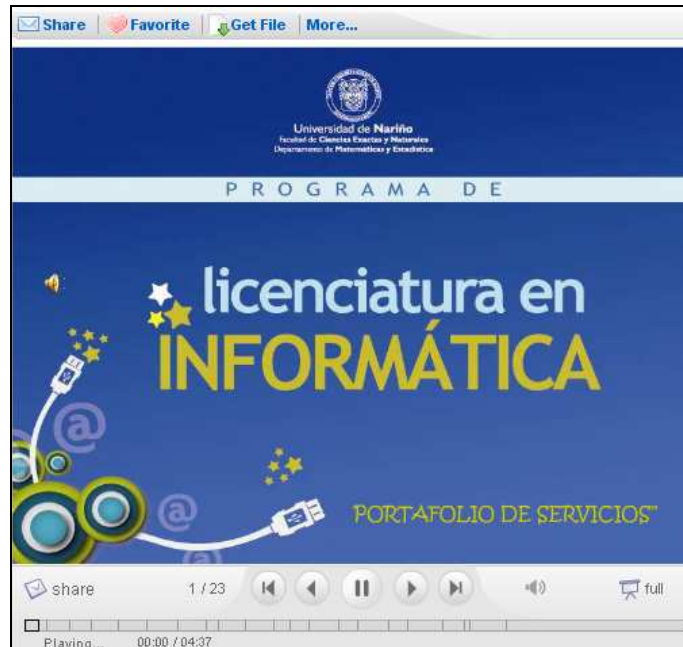 Share Favorite Get File More...
Universidad de Nariño
Facultad de Ciencias Exactas y Naturales
Departamento de Matemáticas y Estadística
PROGRAMA DE
licenciatura en
INFORMÁTICA
PORTAFOLIO DE SERVICIOS"
share 1 / 23 full
Playing... 00:00 / 04:37